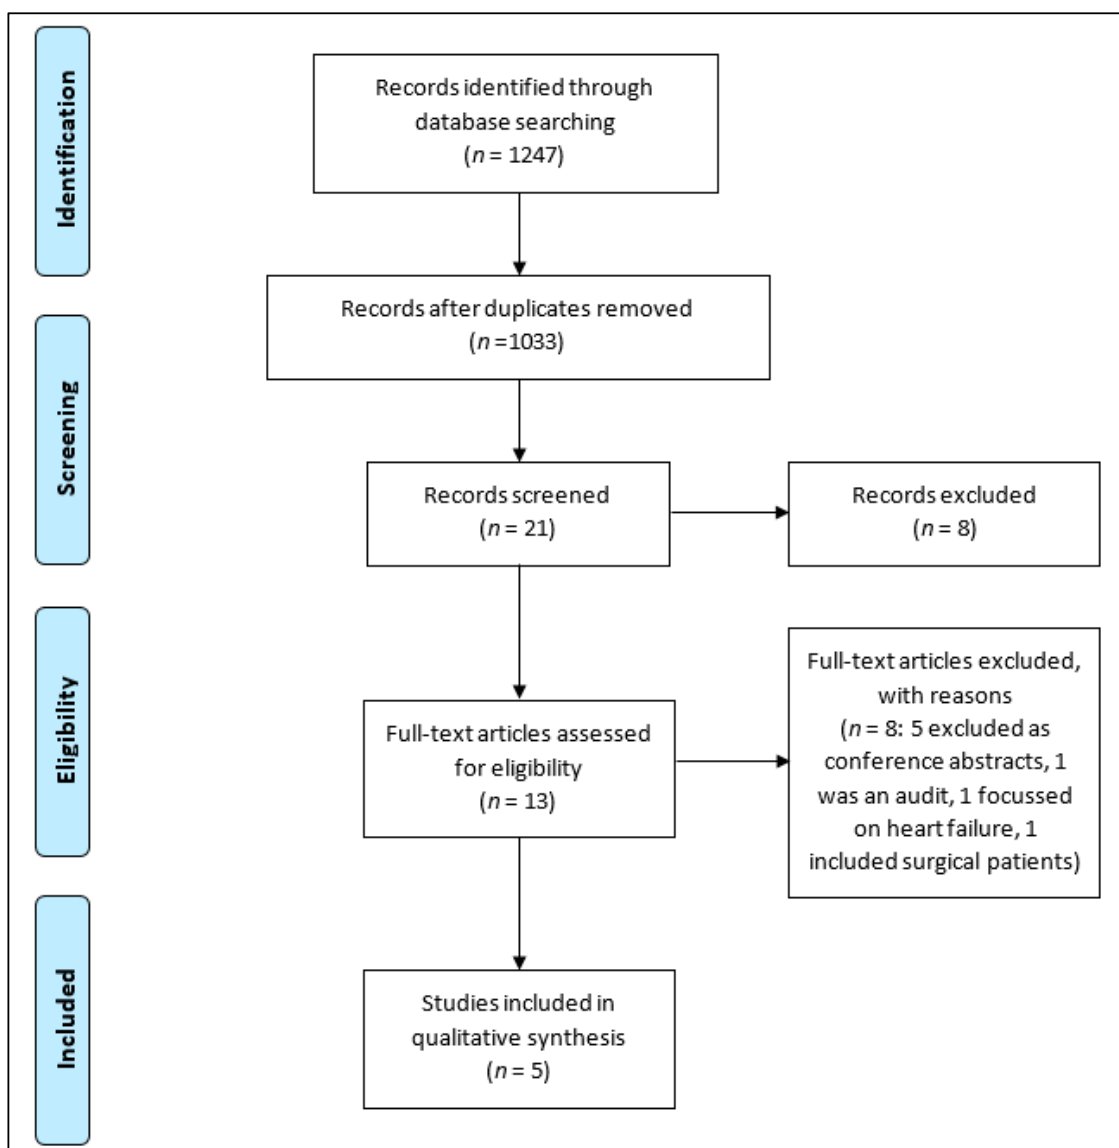 Identification
Records identified through
database searching
(n = 1247)
Records after duplicates removed
(n =1033)
Screening
Records screened
(n = 21)
Records excluded
(n = 8)
Eligibility
Full-text articles assessed
for eligibility
(n = 13)
Full-text articles excluded,
with reasons
(n = 8: 5 excluded as
conference abstracts, 1
was an audit, 1 focussed
on heart failure, 1
included surgical patients)
Included
Studies included in
qualitative synthesis
(n = 5)